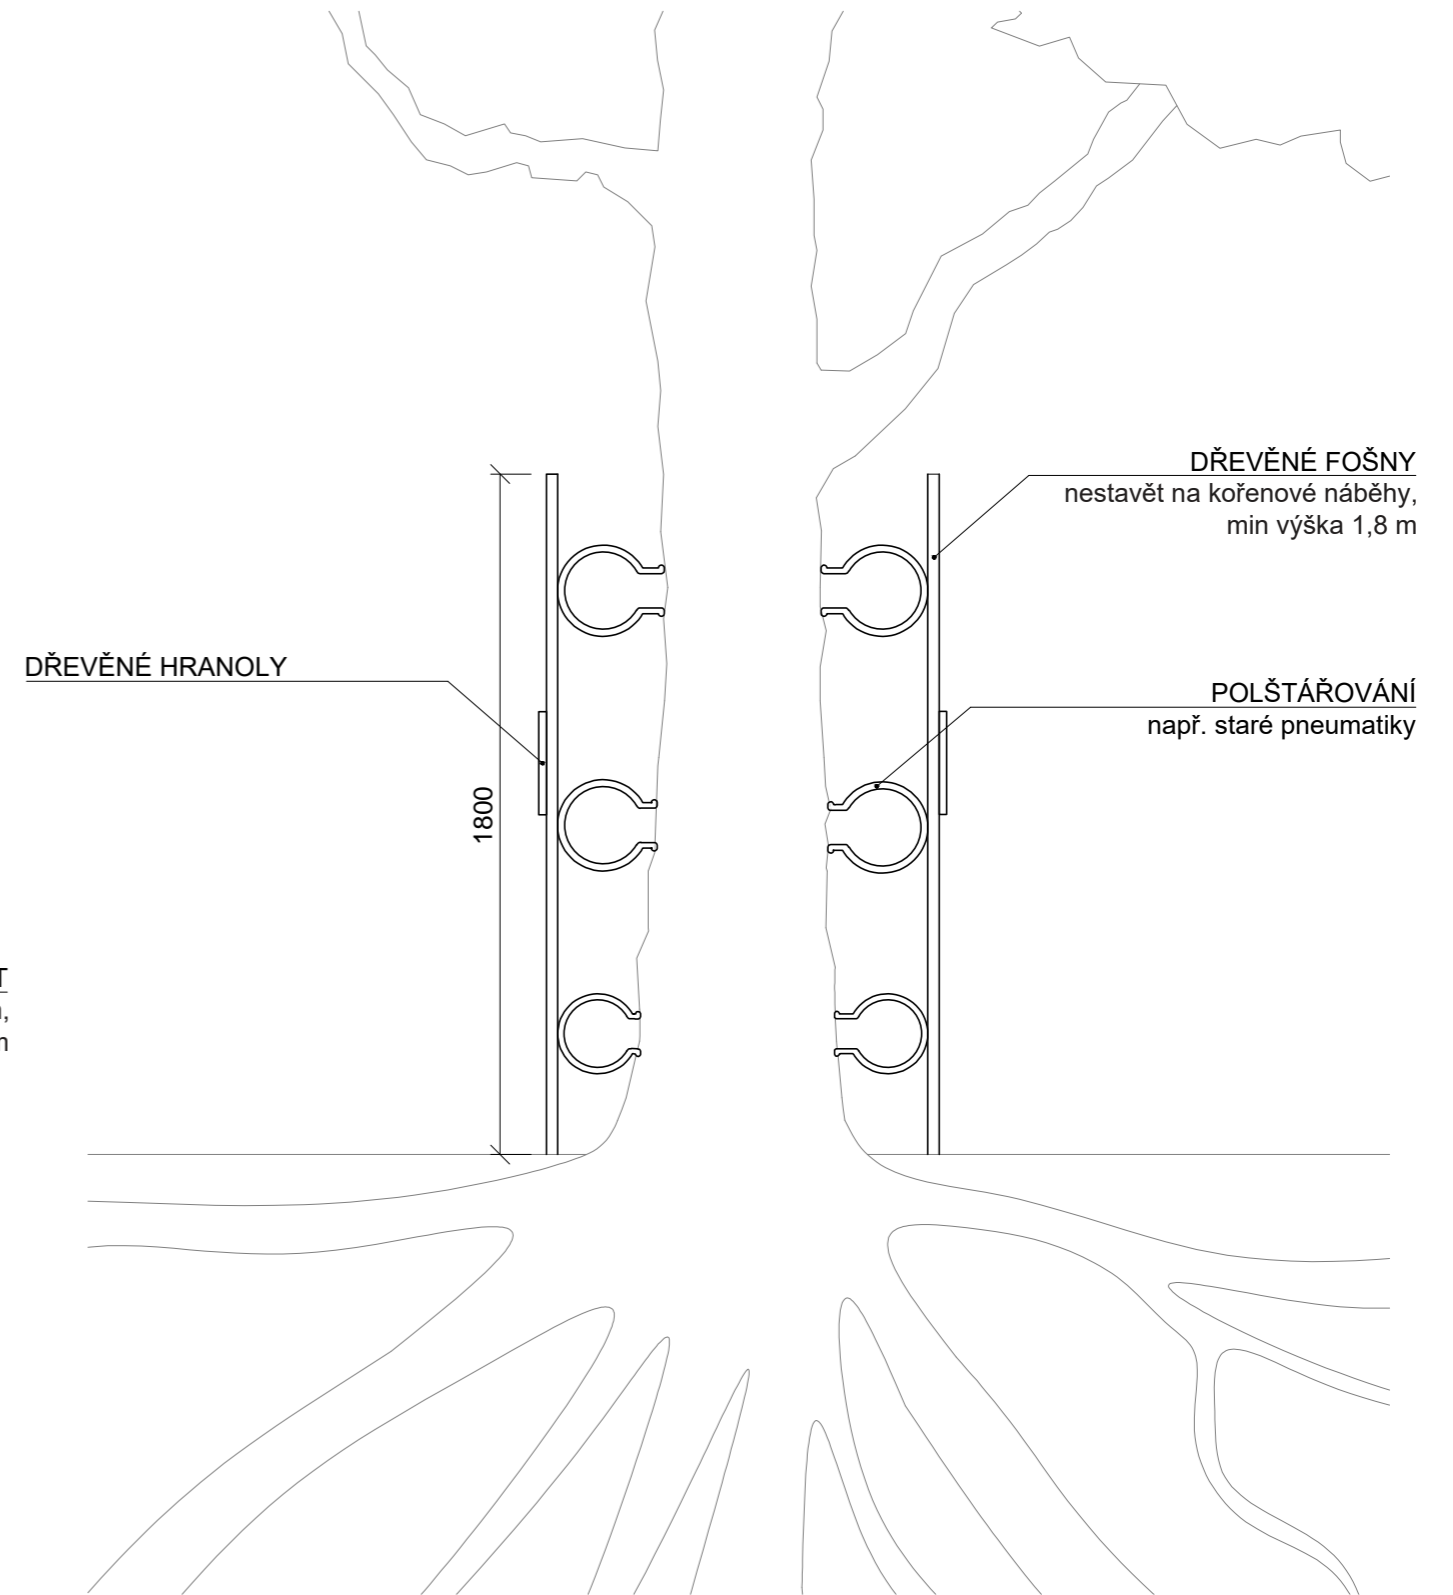 DŘEVĚNÉ FOŠNY
nestavět na kořenové náběhy,
min výška 1,8 m
DŘEVĚNÉ HRANOLY
POLŠTÁŘOVÁNÍ
např. staré pneumatiky
1800